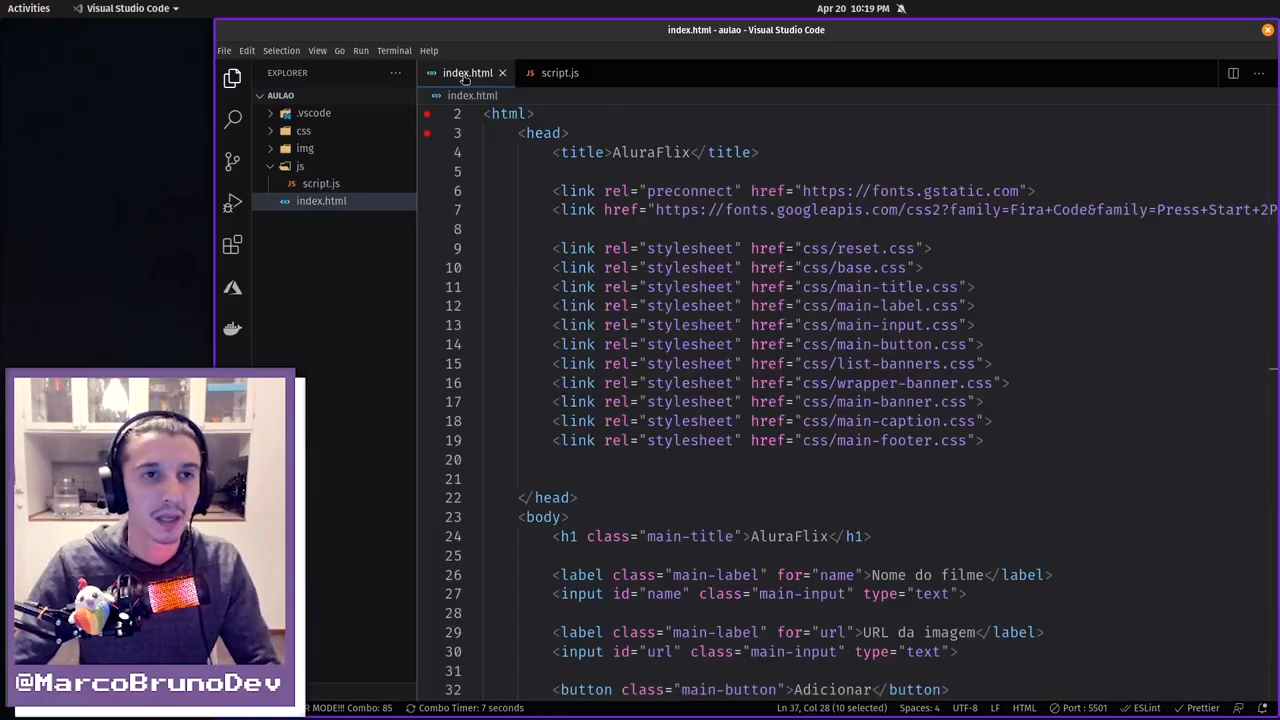 Activities
Visual Studio Code
Apr 20 10:19 PM
index.html - aulao - Visual Studio Code
File Edit Selection View Go Run Terminal Help
EXPLORER
AULAO
.vscode
css
img
js
script.js
index.html
index.html
script.js
index.html
2 <html>
3 <head>
4 <title>AluraFlix</title>
5
6 <link rel="preconnect" href="https://fonts.gstatic.com">
7 <link href="https://fonts.googleapis.com/css2?family=Fira+Code&family=Press+Start+2P
8
9 <link rel="stylesheet" href="css/reset.css">
10 <link rel="stylesheet" href="css/base.css">
11 <link rel="stylesheet" href="css/main-title.css">
12 <link rel="stylesheet" href="css/main-label.css">
13 <link rel="stylesheet" href="css/main-input.css">
14 <link rel="stylesheet" href="css/main-button.css">
15 <link rel="stylesheet" href="css/list-banners.css">
16 <link rel="stylesheet" href="css/wrapper-banner.css">
17 <link rel="stylesheet" href="css/main-banner.css">
18 <link rel="stylesheet" href="css/main-caption.css">
19 <link rel="stylesheet" href="css/main-footer.css">
20
21
22 </head>
23 <body>
24 <h1 class="main-title">AluraFlix</h1>
25
26 <label class="main-label" for="name">Nome do filme</label>
27 <input id="name" class="main-input" type="text">
28
29 <label class="main-label" for="url">URL da imagem</label>
30 <input id="url" class="main-input" type="text">
31
32 <button class="main-button">Adicionar</button>
@MarcoBrunoDev
R MODE!!! Combo: 85
Combo Timer: 7 seconds
Ln 37, Col 28 (10 selected)
Spaces: 4
UTF-8
LF
HTML
Port : 5501
ESLint
Prettier